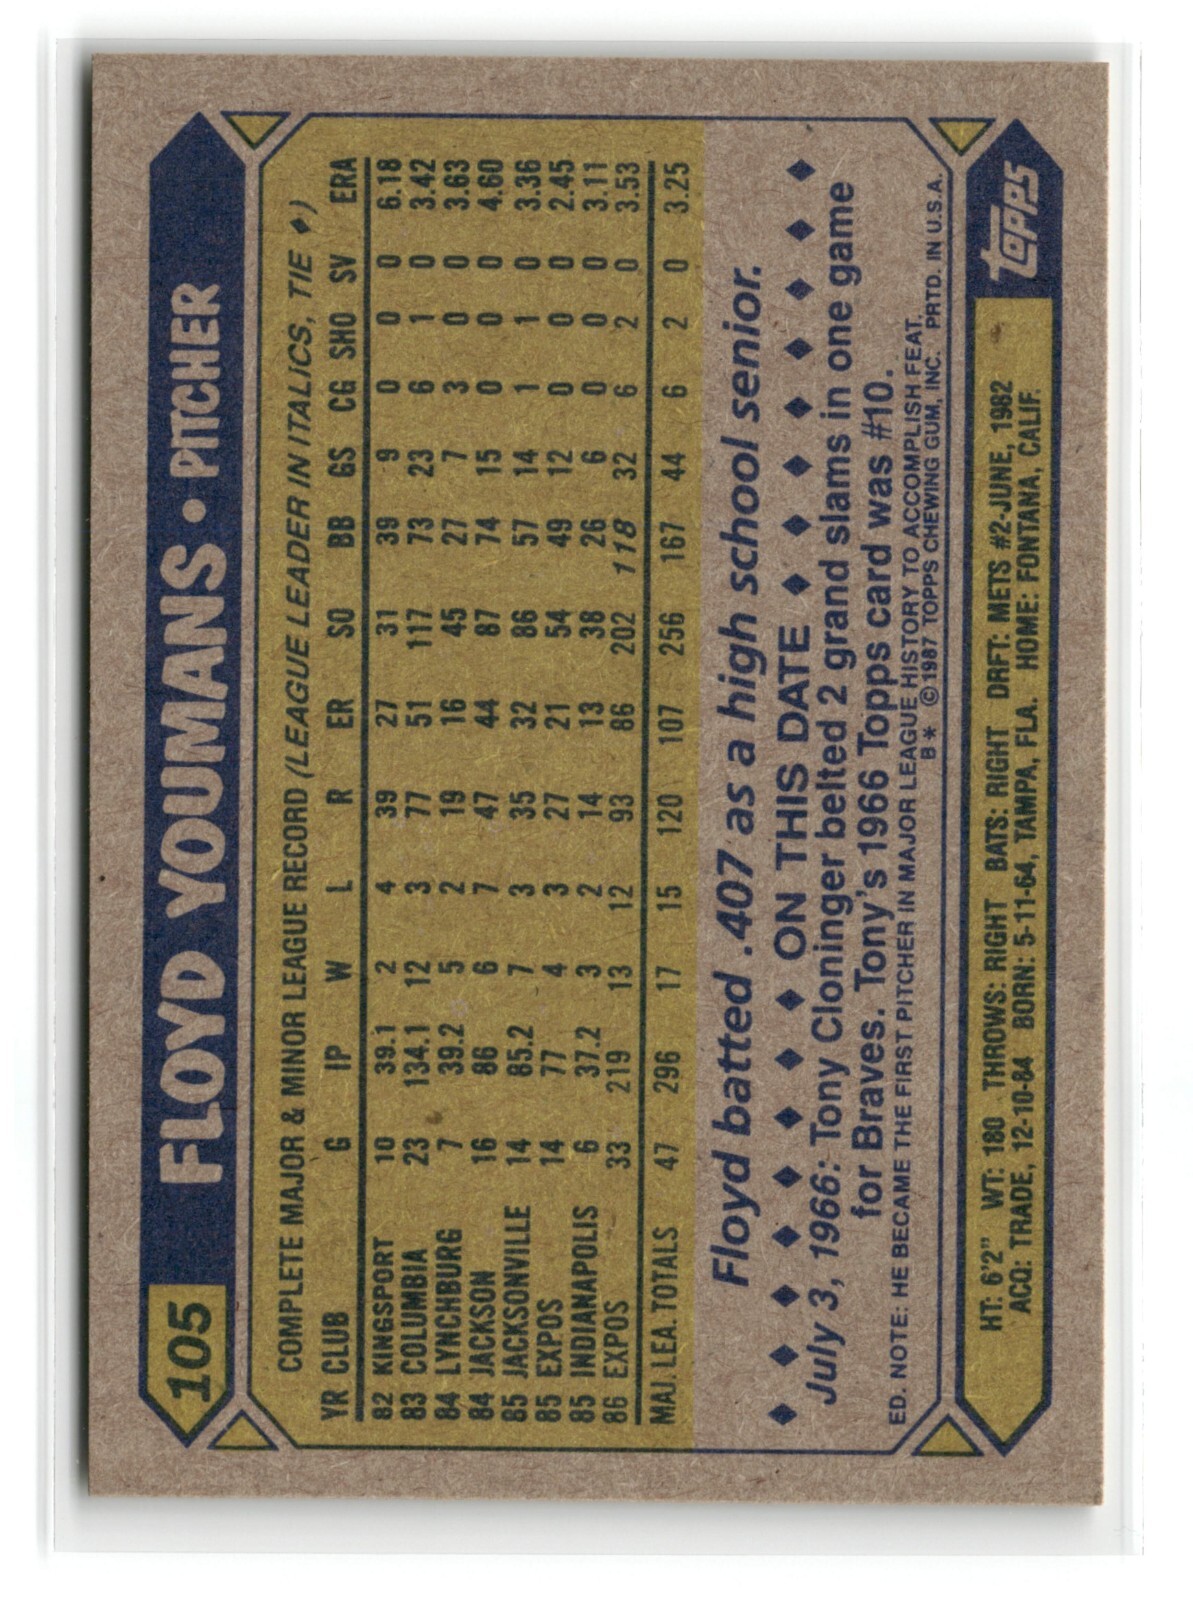 105 FLOYD YOUMANS • PITCHER
COMPLETE MAJOR & MINOR LEAGUE RECORD (LEAGUE LEADER IN ITALICS, TIE ♦)
YR CLUB G IP W L R ER SO BB GS CG SHO SV ERA
82 KINGSPORT 10 39.1 2 4 39 27 31 39 9 0 0 0 6.18
83 COLUMBIA 23 134.1 12 3 77 51 117 73 23 6 1 0 3.42
84 LYNCHBURG 7 39.2 5 2 19 16 45 27 7 3 0 0 3.63
84 JACKSON 16 86 6 7 47 44 87 74 15 0 0 0 4.60
85 JACKSONVILLE 14 85.2 7 3 35 32 86 57 14 1 1 0 3.36
85 EXPOS 14 77 4 3 27 21 54 49 12 0 0 0 2.45
85 INDIANAPOLIS 6 37.2 3 2 14 13 38 26 6 0 0 0 3.11
86 EXPOS 33 219 13 12 93 86 202 118 32 6 2 0 3.53
MAJ. LEA. TOTALS 47 296 17 15 120 107 256 167 44 6 2 0 3.25
Floyd batted .407 as a high school senior.
♦ ♦ ♦ ♦ ♦ ♦ ♦ ♦ ON THIS DATE ♦ ♦ ♦ ♦ ♦ ♦ ♦ ♦
July 3, 1966: Tony Cloninger belted 2 grand slams in one game
for Braves. Tony's 1966 Topps card was #10.
ED. NOTE: HE BECAME THE FIRST PITCHER IN MAJOR LEAGUE HISTORY TO ACCOMPLISH FEAT.
B* © 1987 TOPPS CHEWING GUM, INC. PRTD. IN U.S.A.
HT: 6'2" WT: 180 THROWS: RIGHT BATS: RIGHT DRFT: METS #2-JUNE, 1982
ACQ: TRADE, 12-10-84 BORN: 5-11-64, TAMPA, FLA. HOME: FONTANA, CALIF.
topps